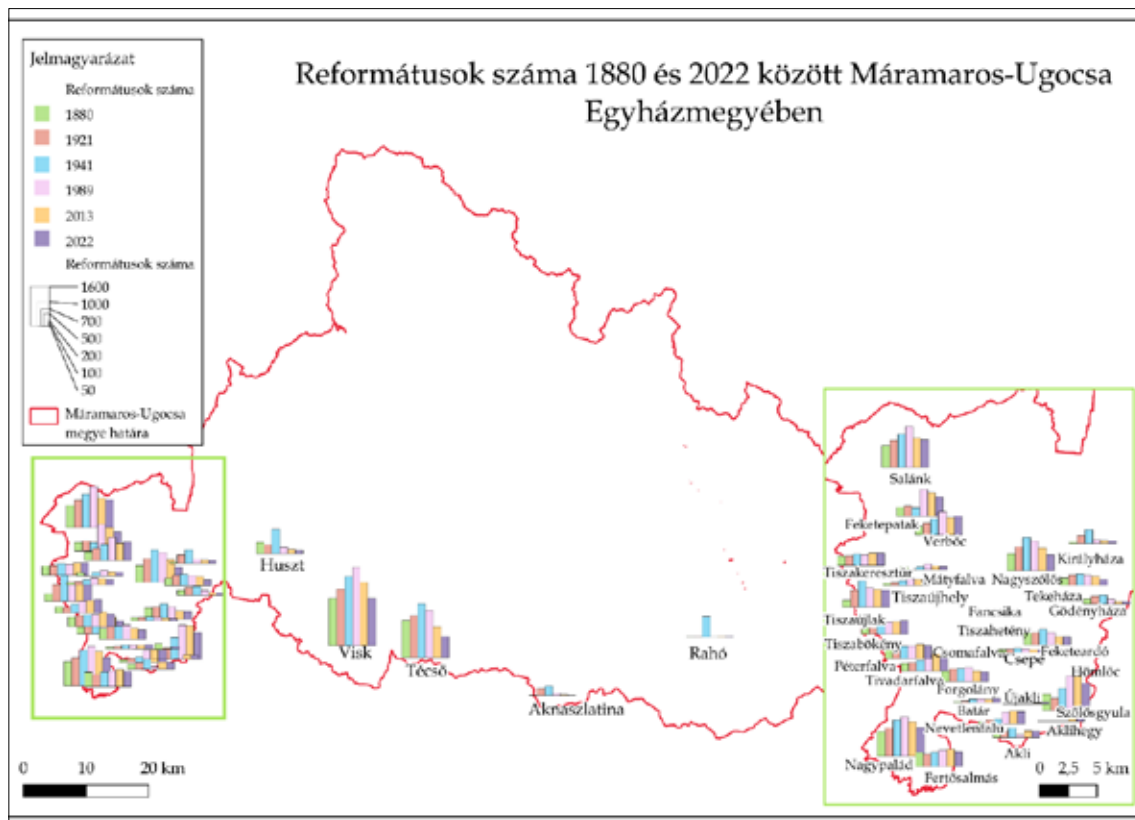 Reformátusok száma 1880 és 2022 között Máramaros-Ugocsa
Egyházmegyében
Jelmagyarázat
Reformátusok száma
1880
1921
1941
1989
2013
2022
Reformátusok száma
1600
1000
700
500
200
100
50
Máramaros-Ugocsa
megye határa
Huszt
Visk
Técső
Aknaszlatina
Rahó
0 10 20 km
Salánk
Feketepatak
Verbőc
Királyháza
Tiszakeresztúr
Mátyfalva
Nagyszőlős
Tiszaújhely
Tekeháza
Fancsika
Gödényháza
Tiszaújlak
Tiszahetény
Tiszabökény
Csomafalva
Csepe
Feketeardó
Péterfalva
Tivadarfalva
Hömlöc
Forgolány
Újakli
Batár
Szőlősgyula
Nevetlenfalu
Aklihegy
Akli
Nagypalád
Fertősalmás
0 2,5 5 km